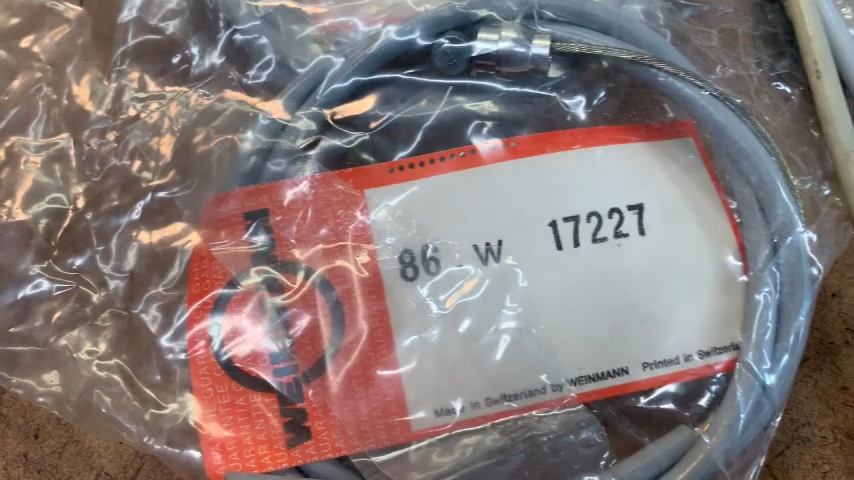 WEINMANN
86 W 17227
Made in Switzerland by WEINMANN Printed in Switzerland